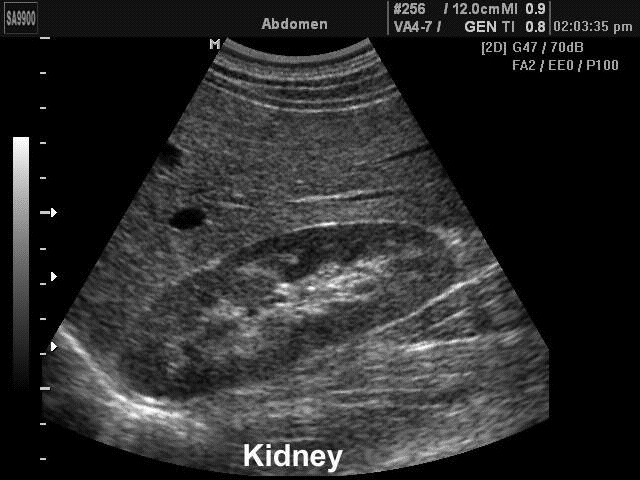 SA9900
Abdomen
#256 / 12.0cm MI 0.9
VA4-7 / GEN TI 0.8
02:03:35 pm
[2D] G47 / 70dB
FA2 / EE0 / P100
M
Kidney